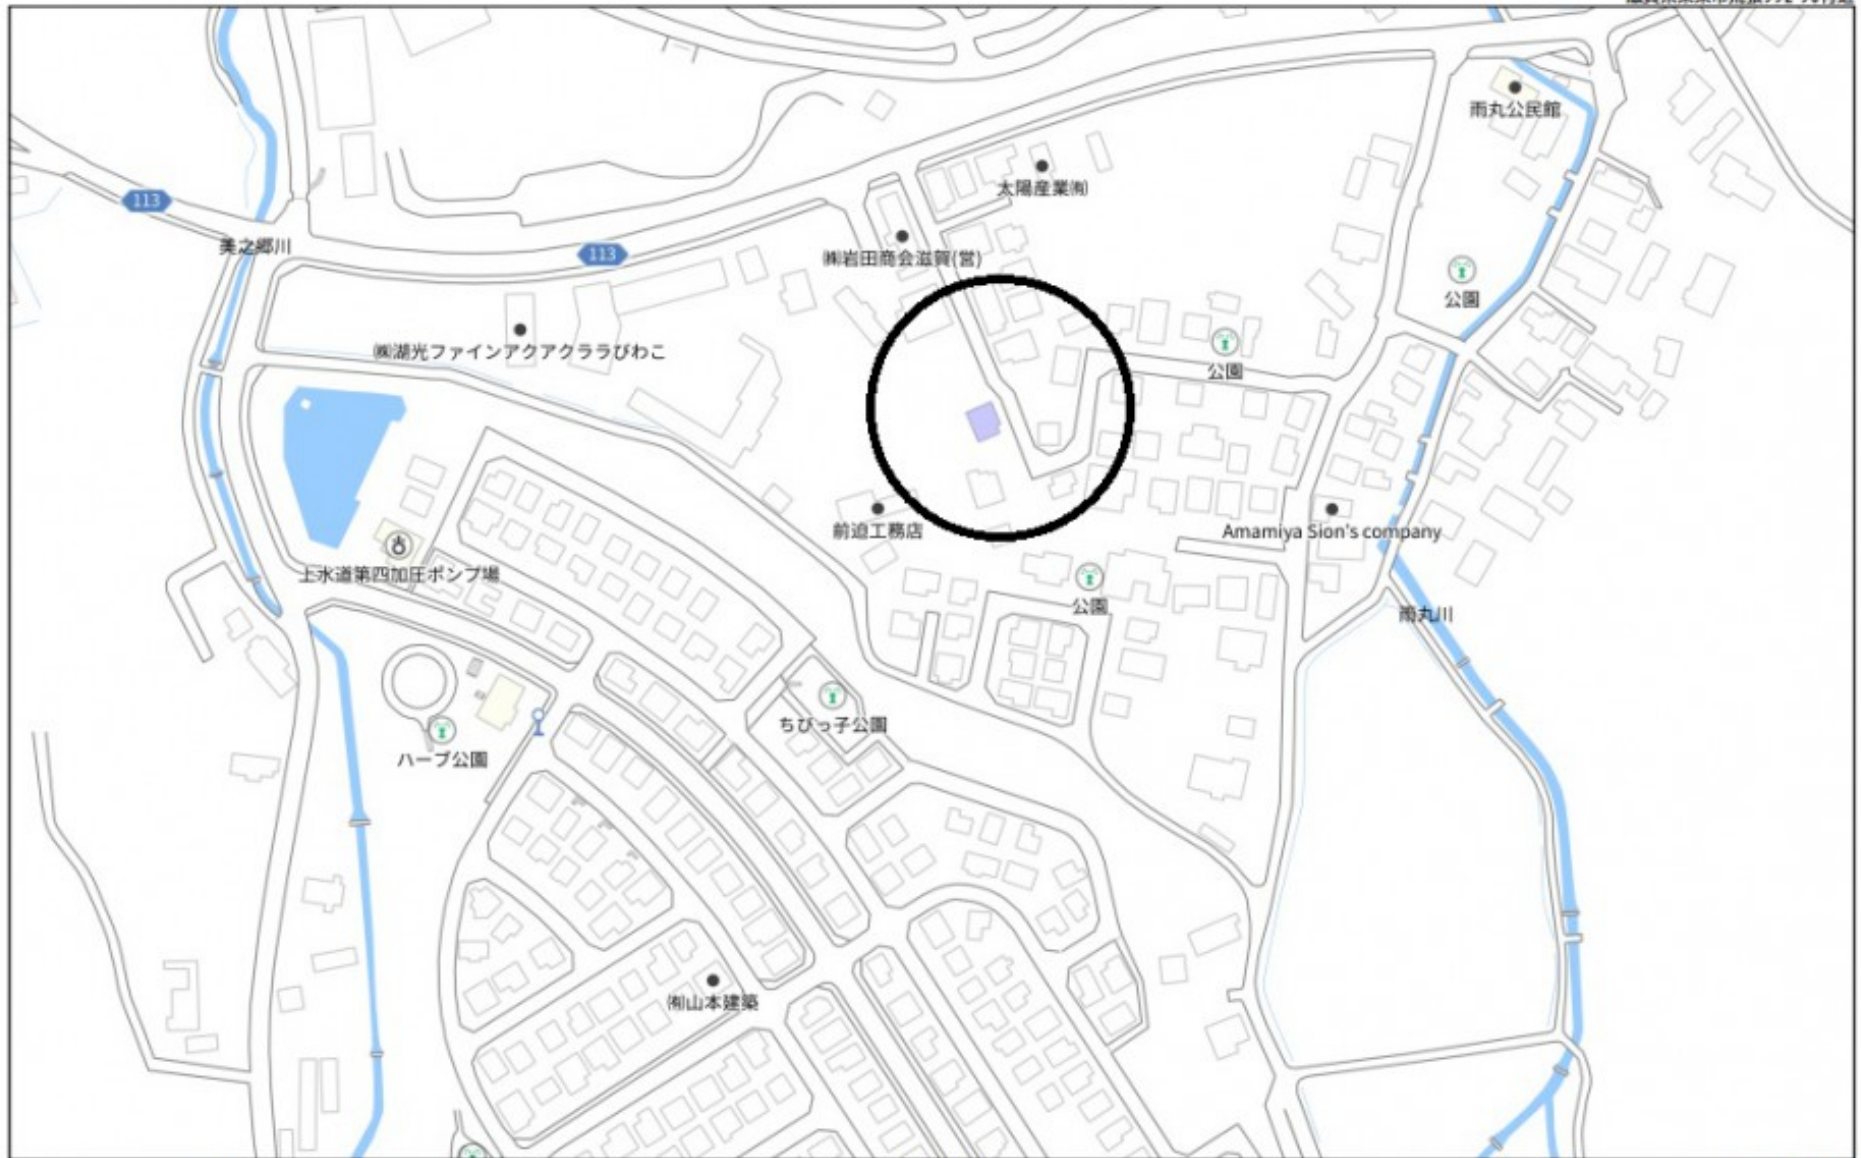 雨丸公民館
113
太陽産業㈲
美之郷川
113
㈱岩田商会滋賀(営)
公園
㈱湖光ファインアクアクララびわこ
公園
前迫工務店
Amamiya Sion's company
上水道第四加圧ポンプ場
公園
雨丸川
ちびっ子公園
ハーブ公園
㈲山本建築